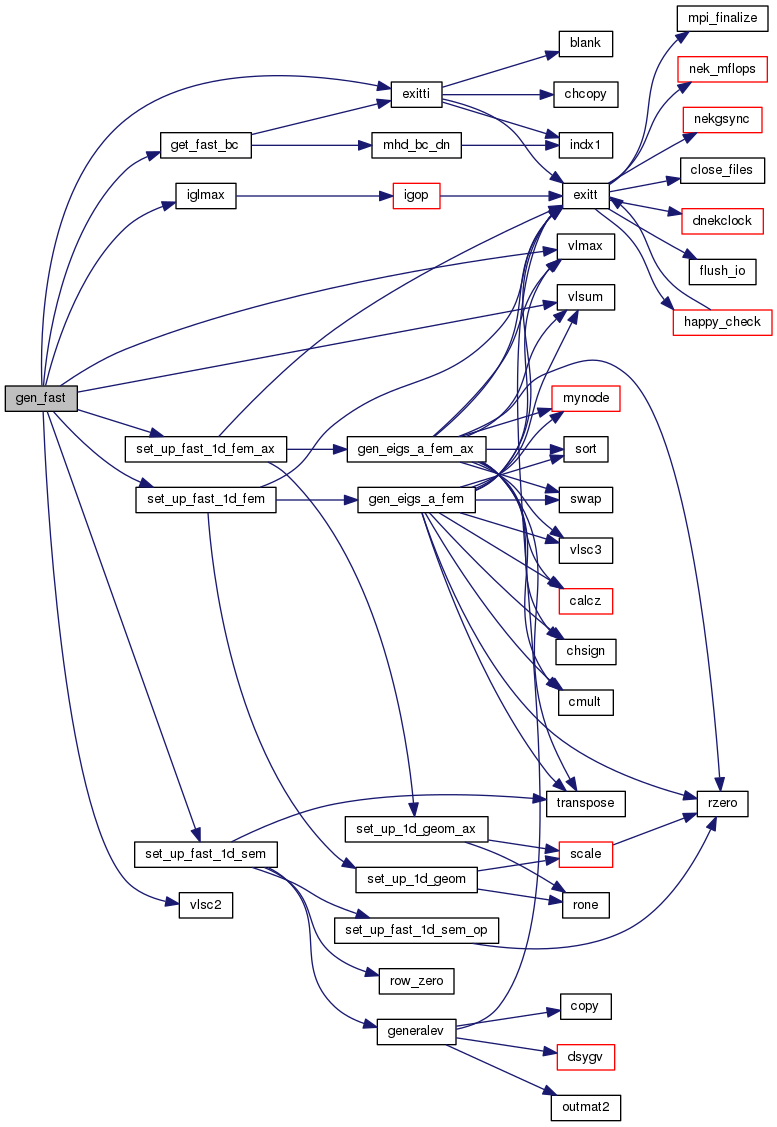 mpi_finalize
blank
nek_mflops
exitti
chcopy
nekgsync
get_fast_bc
mhd_bc_dn
indx1
close_files
iglmax
igop
exitt
dnekclock
vlmax
flush_io
vlsum
happy_check
gen_fast
mynode
set_up_fast_1d_fem_ax
gen_eigs_a_fem_ax
sort
set_up_fast_1d_fem
gen_eigs_a_fem
swap
vlsc3
calcz
chsign
cmult
transpose
rzero
set_up_1d_geom_ax
set_up_fast_1d_sem
scale
set_up_1d_geom
vlsc2
rone
set_up_fast_1d_sem_op
row_zero
copy
generalev
dsygv
outmat2